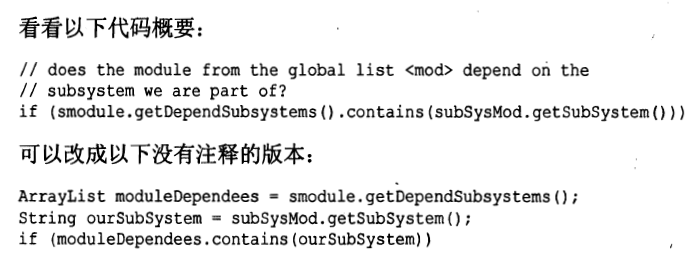 看看以下代码概要：
// does the module from the global list <mod> depend on the
// subsystem we are part of?
if (smodule.getDependSubsystems().contains(subSysMod.getSubSystem()))
可以改成以下没有注释的版本：
ArrayList moduleDependees = smodule.getDependSubsystems();
String ourSubSystem = subSysMod.getSubSystem();
if (moduleDependees.contains(ourSubSystem))